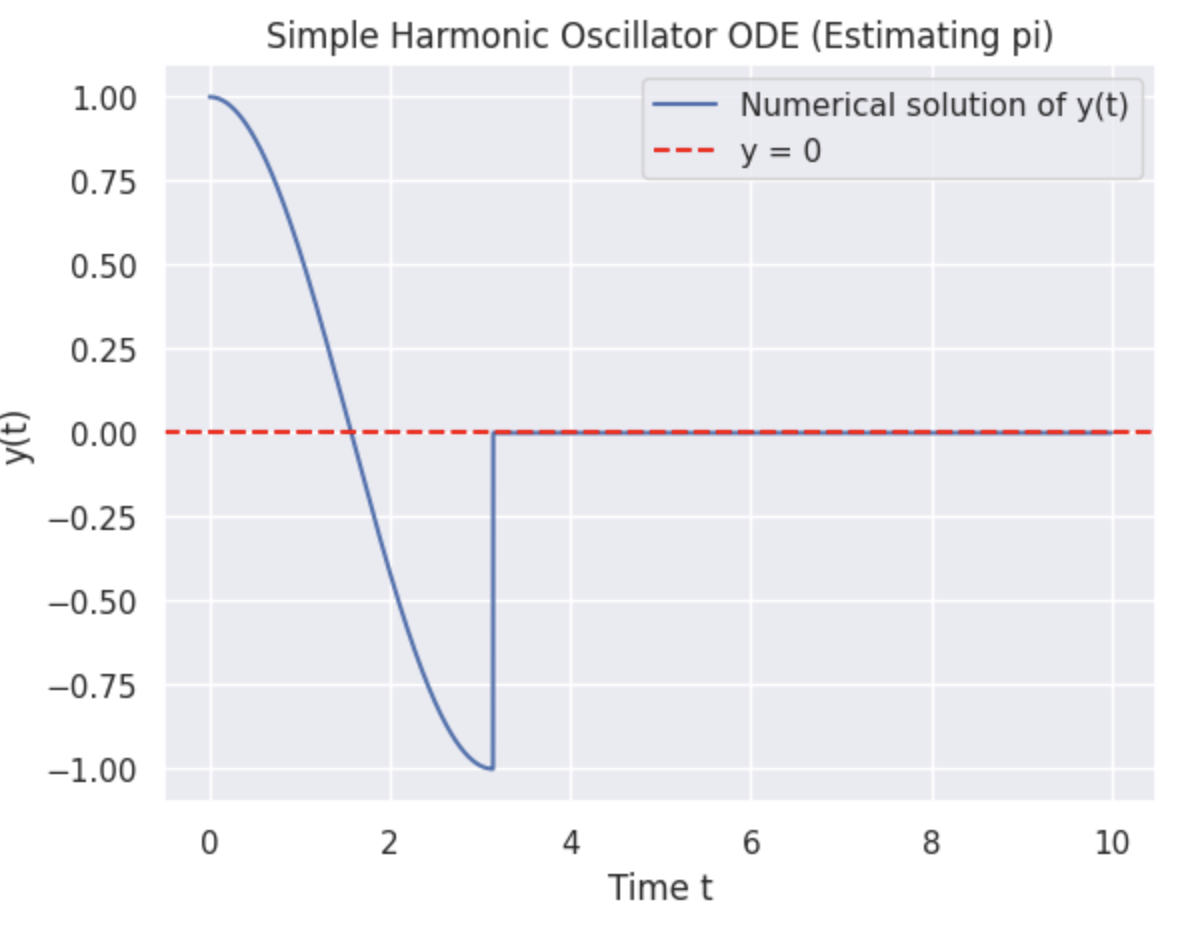 Simple Harmonic Oscillator ODE (Estimating pi)
Numerical solution of y(t)
y = 0
1.00
0.75
0.50
0.25
0.00
−0.25
−0.50
−0.75
−1.00
y(t)
0 2 4 6 8 10
Time t